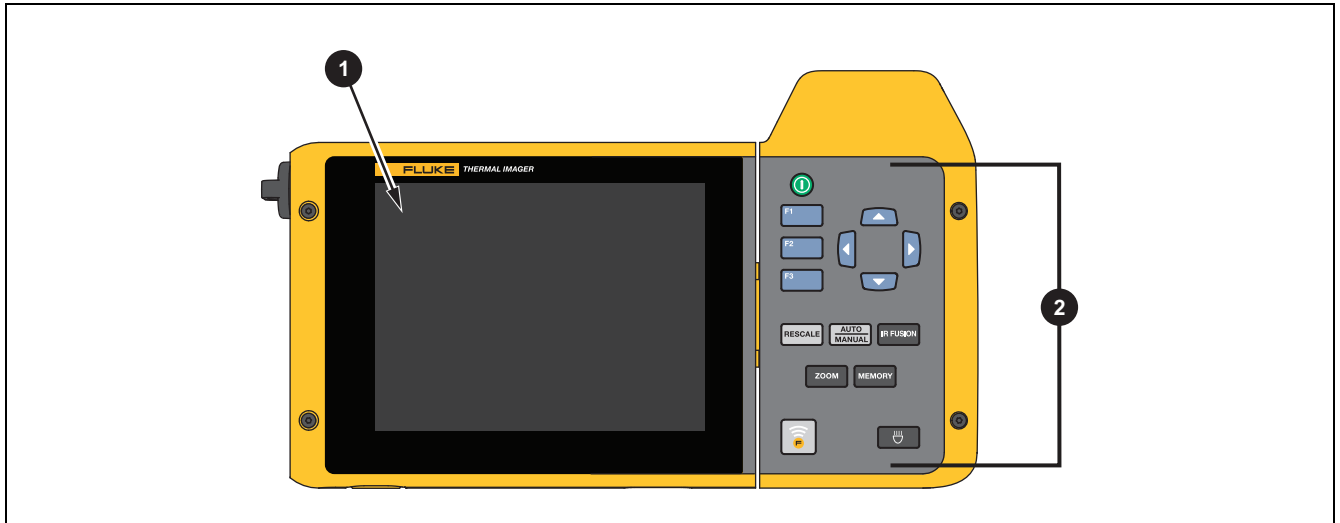 1
FLUKE THERMAL IMAGER
F1
F2
F3
2
RESCALE
AUTO
MANUAL
IR FUSION
ZOOM
MEMORY
F